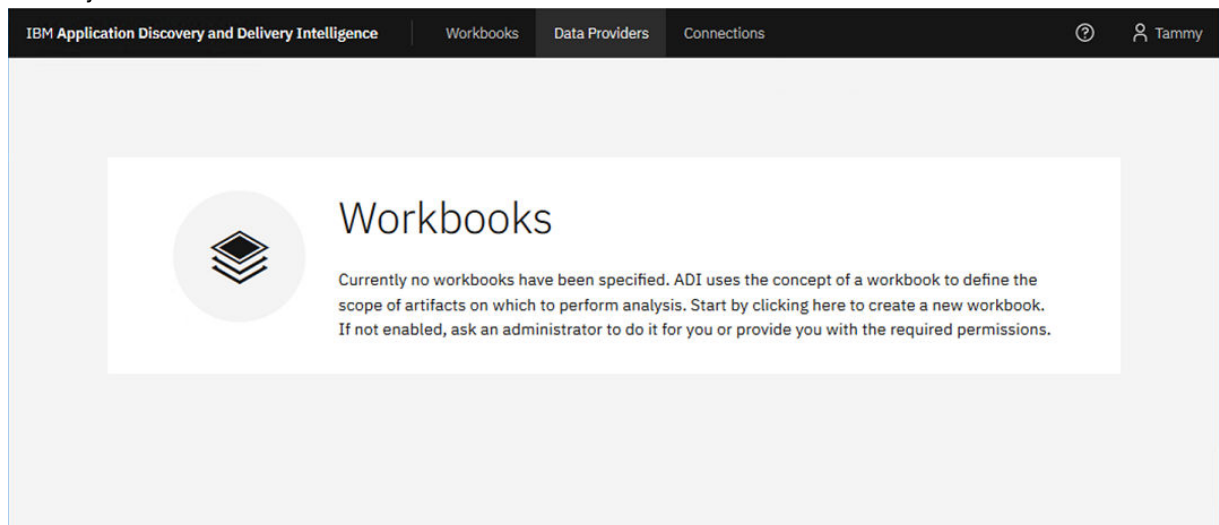 IBM Application Discovery and Delivery Intelligence Workbooks Data Providers Connections Tammy
Workbooks
Currently no workbooks have been specified. ADI uses the concept of a workbook to define the
scope of artifacts on which to perform analysis. Start by clicking here to create a new workbook.
If not enabled, ask an administrator to do it for you or provide you with the required permissions.